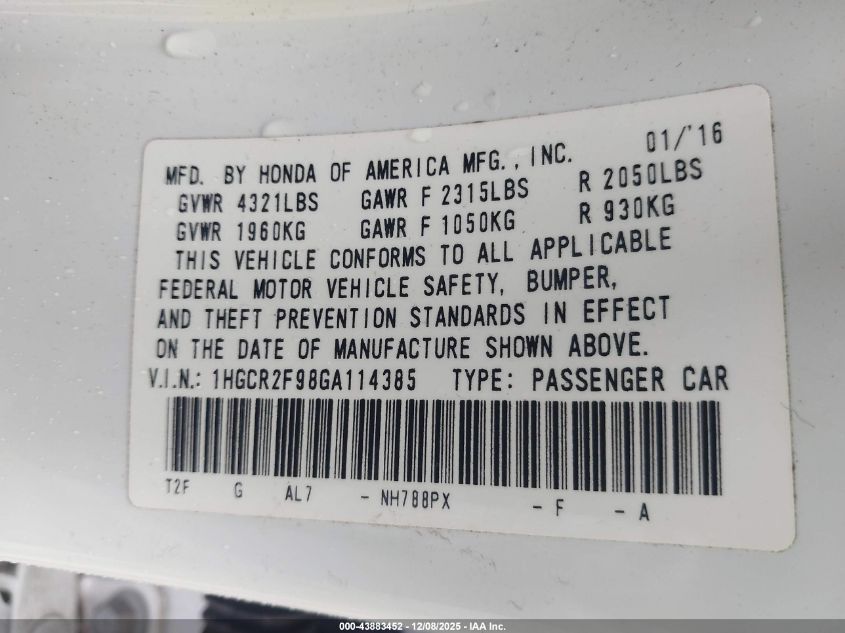 01/'16
MFD. BY HONDA OF AMERICA MFG., INC.
GVWR 4321LBS GAWR F 2315LBS R 2050LBS
GVWR 1960KG GAWR F 1050KG R 930KG
THIS VEHICLE CONFORMS TO ALL APPLICABLE
FEDERAL MOTOR VEHICLE SAFETY, BUMPER,
AND THEFT PREVENTION STANDARDS IN EFFECT
ON THE DATE OF MANUFACTURE SHOWN ABOVE.
V.I.N.: 1HGCR2F98GA114385 TYPE: PASSENGER CAR
T2F G AL7 - NH788PX - F - A
000-43883452 - 12/08/2025 - IAA Inc.